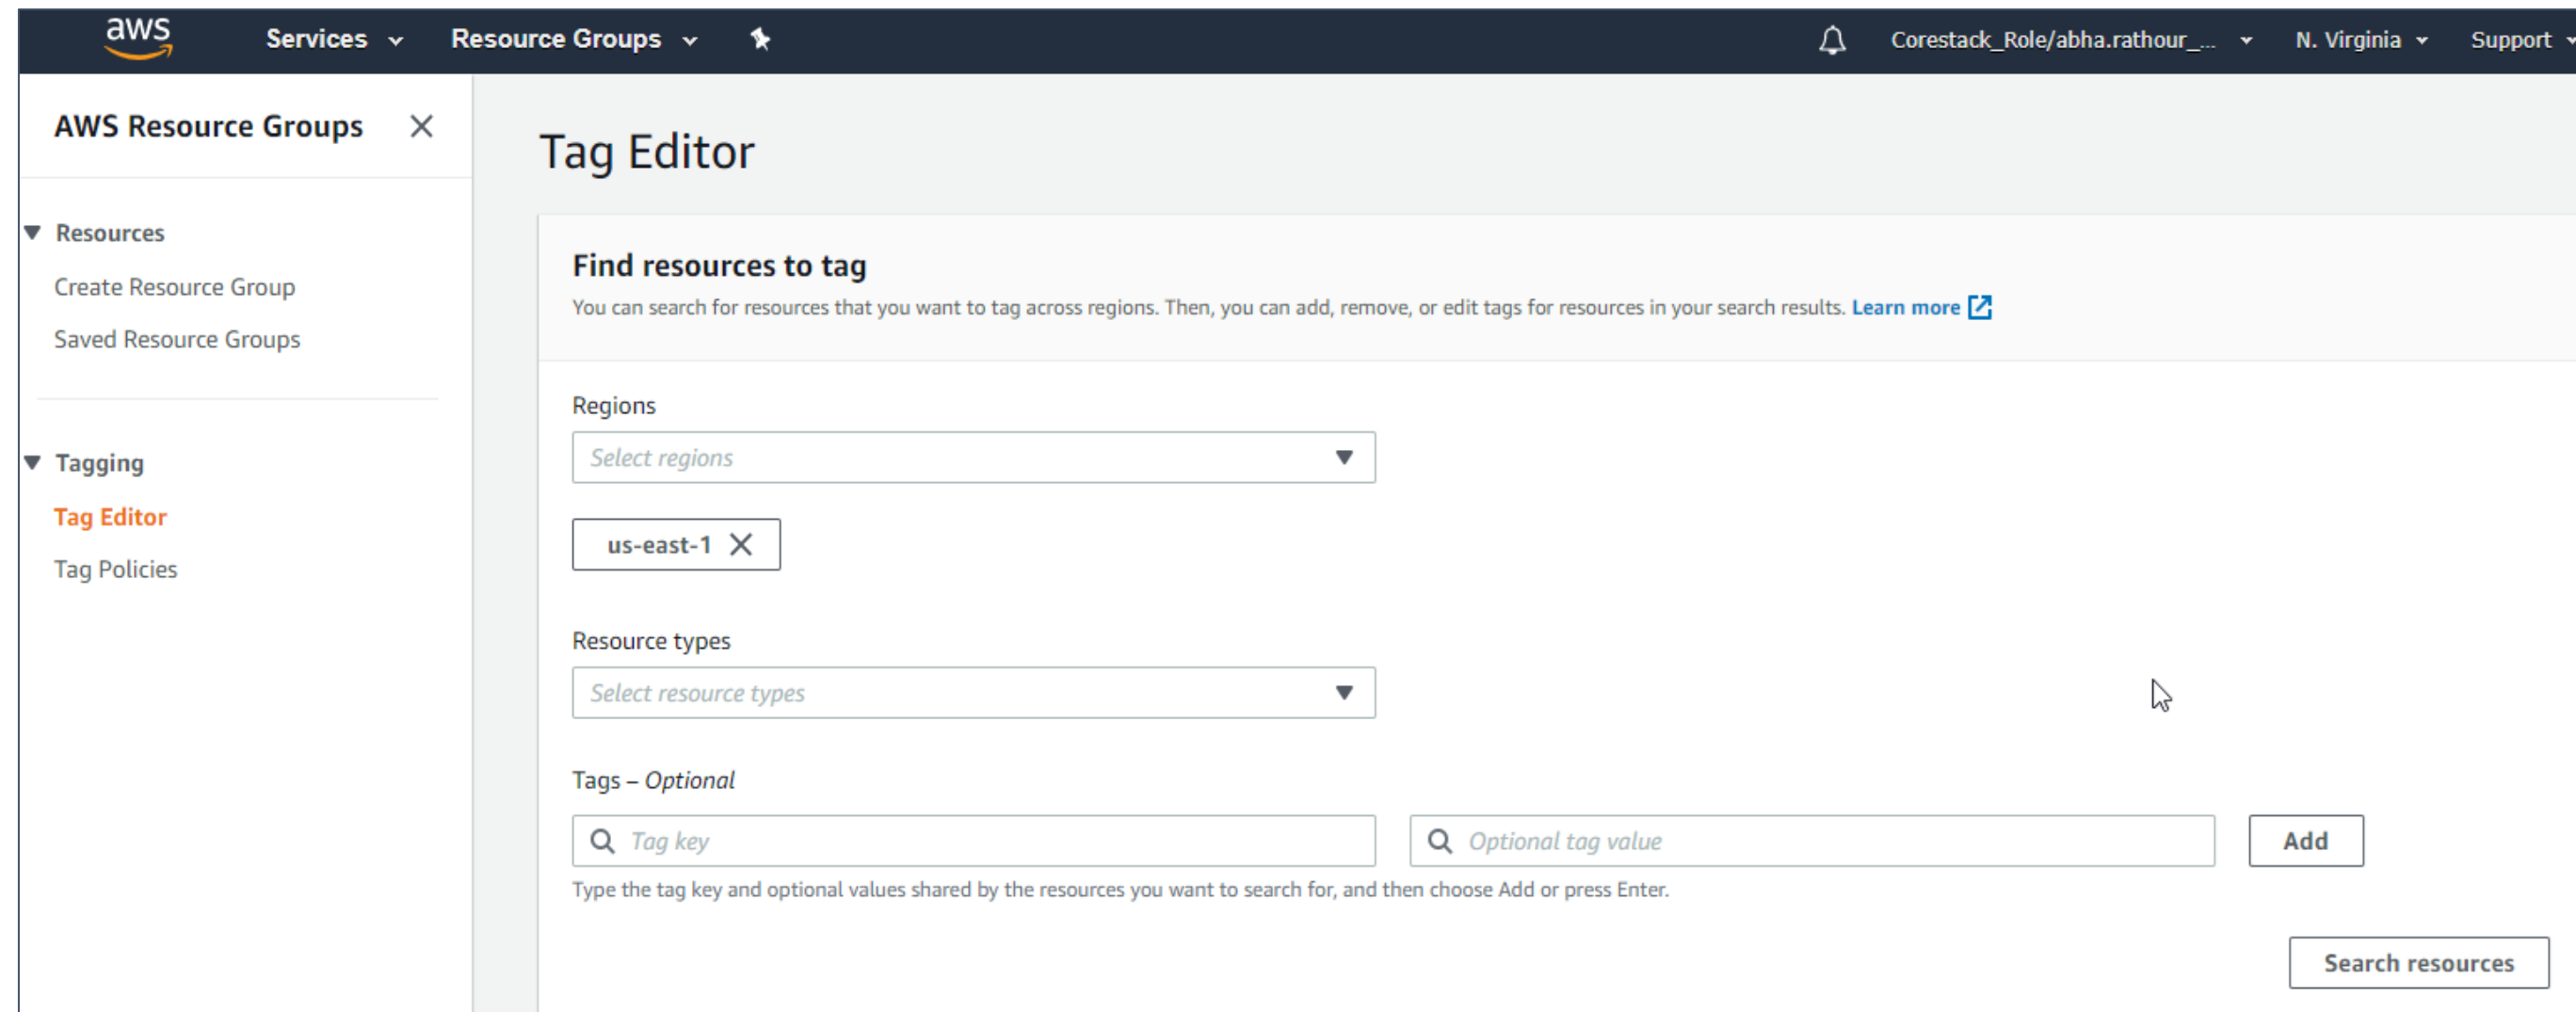 aws Services Resource Groups Corestack_Role/abha.rathour_... N. Virginia Support
AWS Resource Groups
Resources
Create Resource Group
Saved Resource Groups
Tagging
Tag Editor
Tag Policies
Tag Editor
Find resources to tag
You can search for resources that you want to tag across regions. Then, you can add, remove, or edit tags for resources in your search results. Learn more
Regions
Select regions
us-east-1
Resource types
Select resource types
Tags – Optional
Tag key Optional tag value Add
Type the tag key and optional values shared by the resources you want to search for, and then choose Add or press Enter.
Search resources